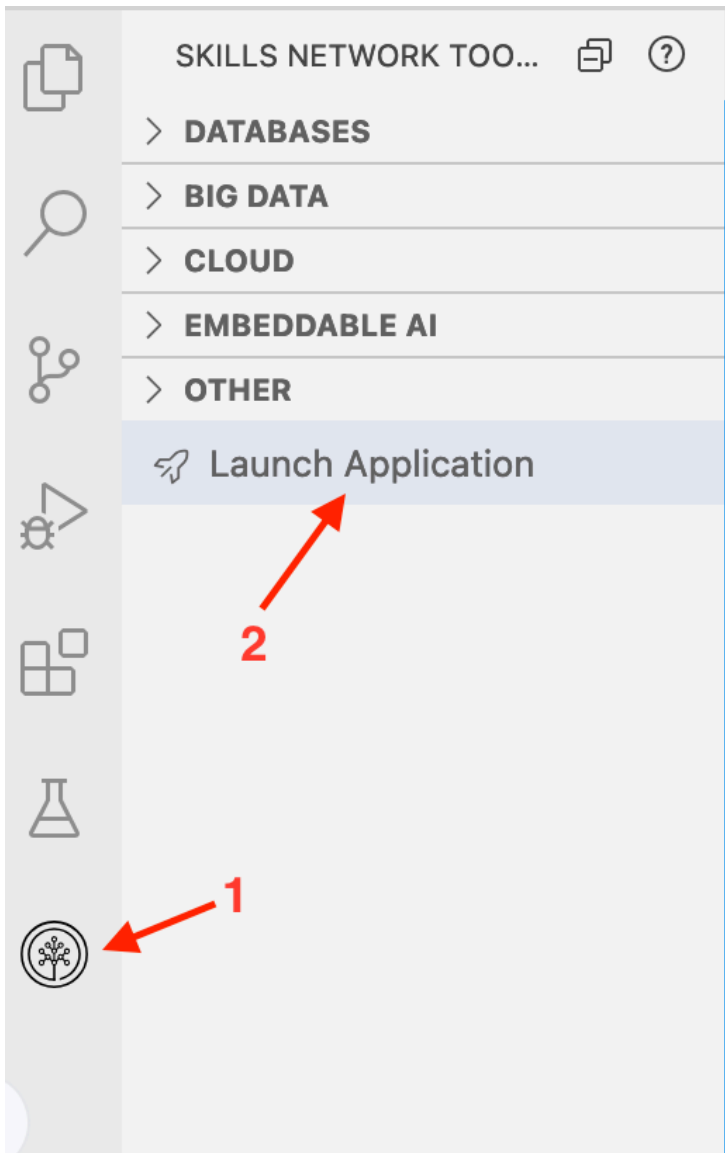 SKILLS NETWORK TOO...
DATABASES
BIG DATA
CLOUD
EMBEDDABLE AI
OTHER
Launch Application
2
1